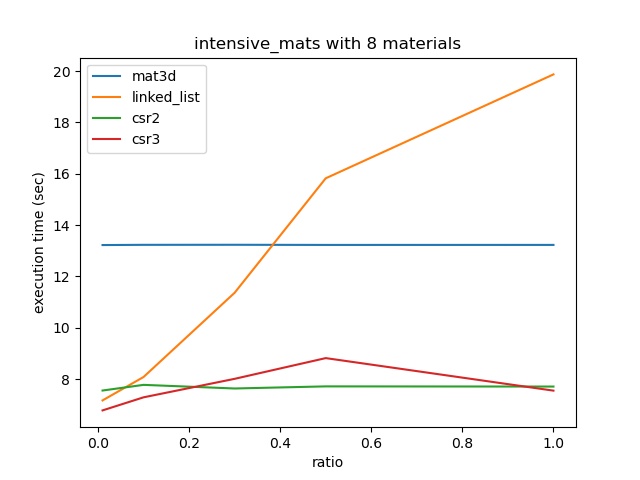 intensive_mats with 8 materials
mat3d
linked_list
csr2
csr3
execution time (sec)
20
18
16
14
12
10
8
0.0 0.2 0.4 0.6 0.8 1.0
ratio